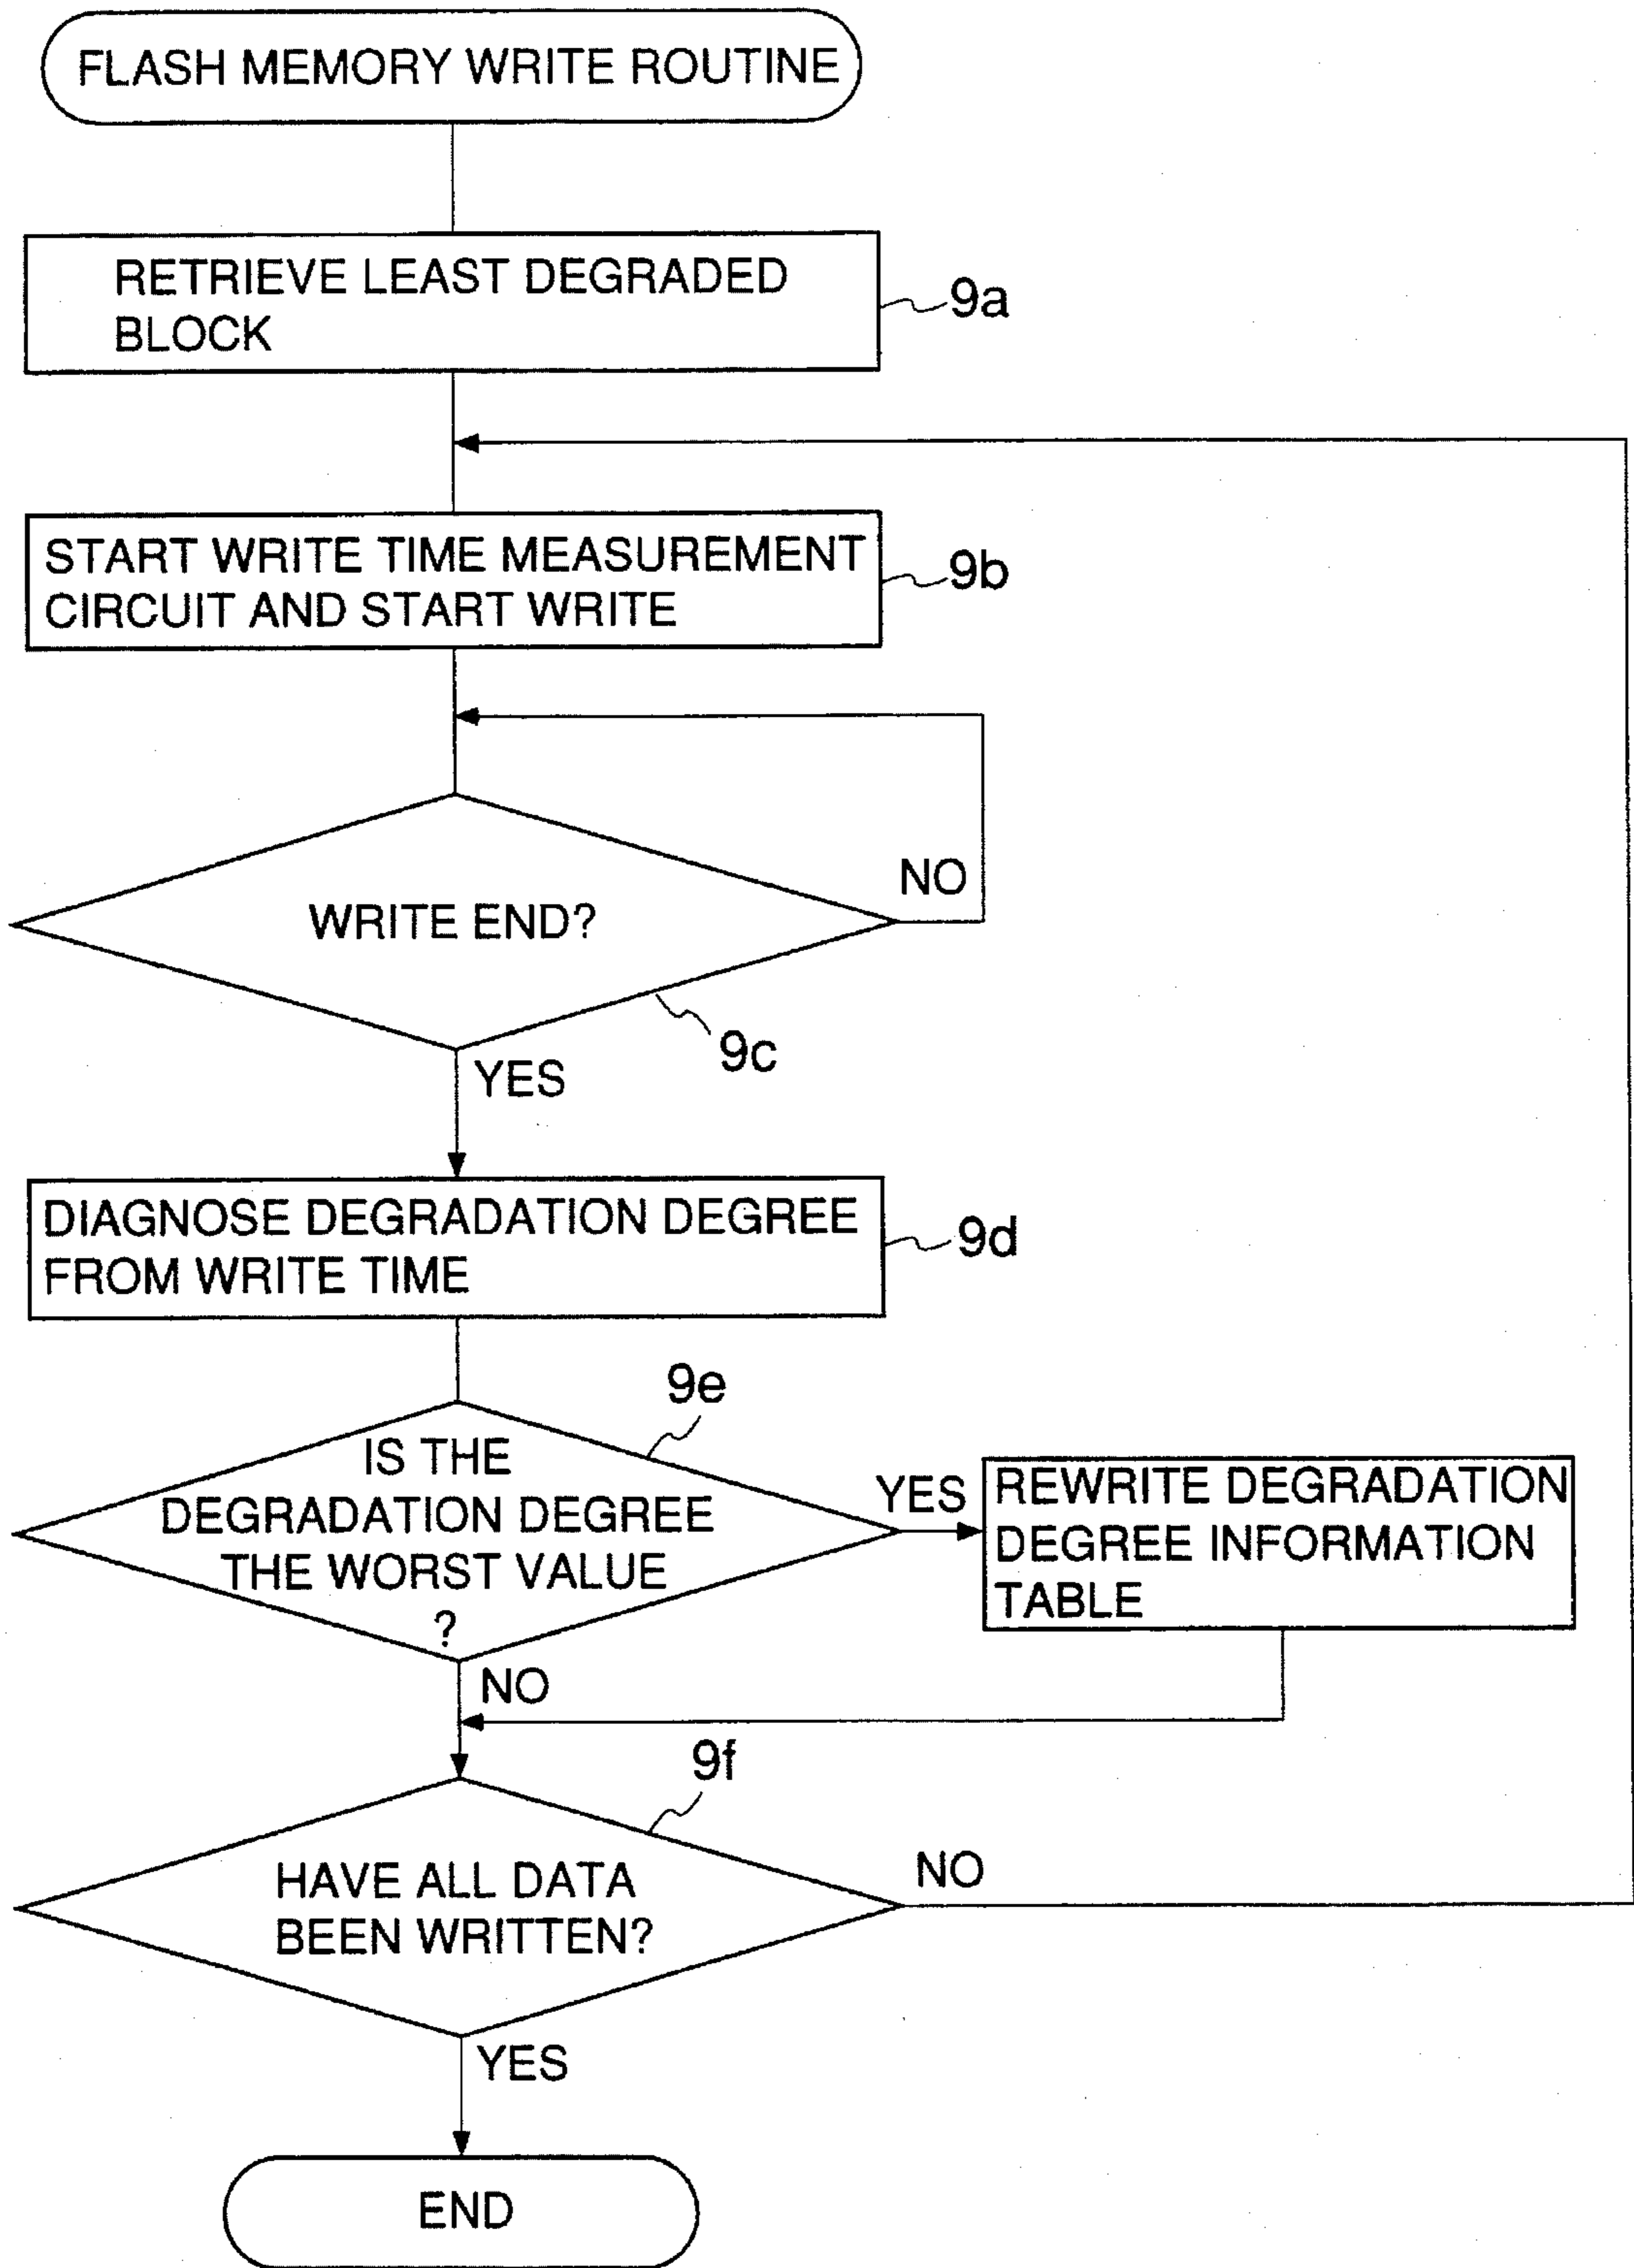 FLASH MEMORY WRITE ROUTINE
RETRIEVE LEAST DEGRADED
BLOCK
9a
START WRITE TIME MEASUREMENT
CIRCUIT AND START WRITE
9b
WRITE END?
NO
9c
YES
DIAGNOSE DEGRADATION DEGREE
FROM WRITE TIME
9d
9e
IS THE
DEGRADATION DEGREE
THE WORST VALUE
?
YES
REWRITE DEGRADATION
DEGREE INFORMATION
TABLE
NO
9f
HAVE ALL DATA
BEEN WRITTEN?
NO
YES
END